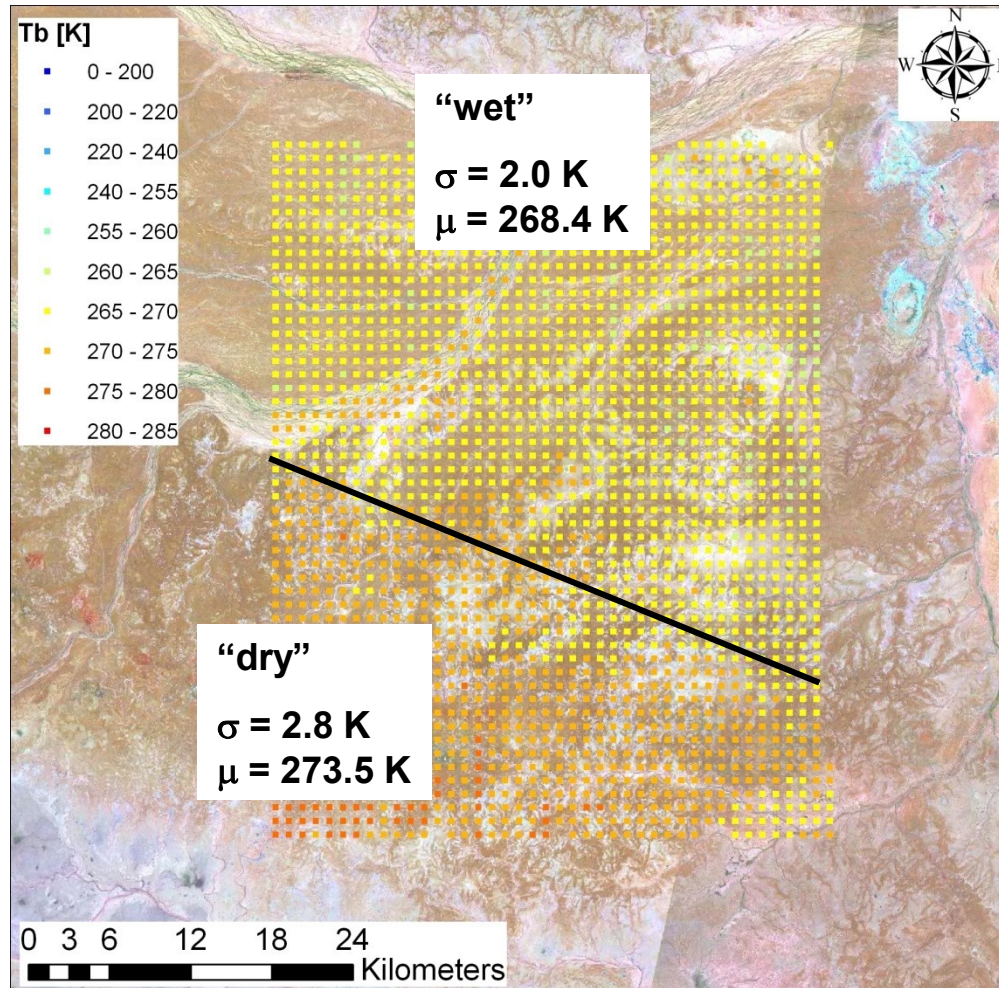 Tb [K]
0 - 200
200 - 220
220 - 240
240 - 255
255 - 260
260 - 265
265 - 270
270 - 275
275 - 280
280 - 285
“wet”
σ = 2.0 K
μ = 268.4 K
N
W
S
“dry”
σ = 2.8 K
μ = 273.5 K
0 3 6 12 18 24
Kilometers